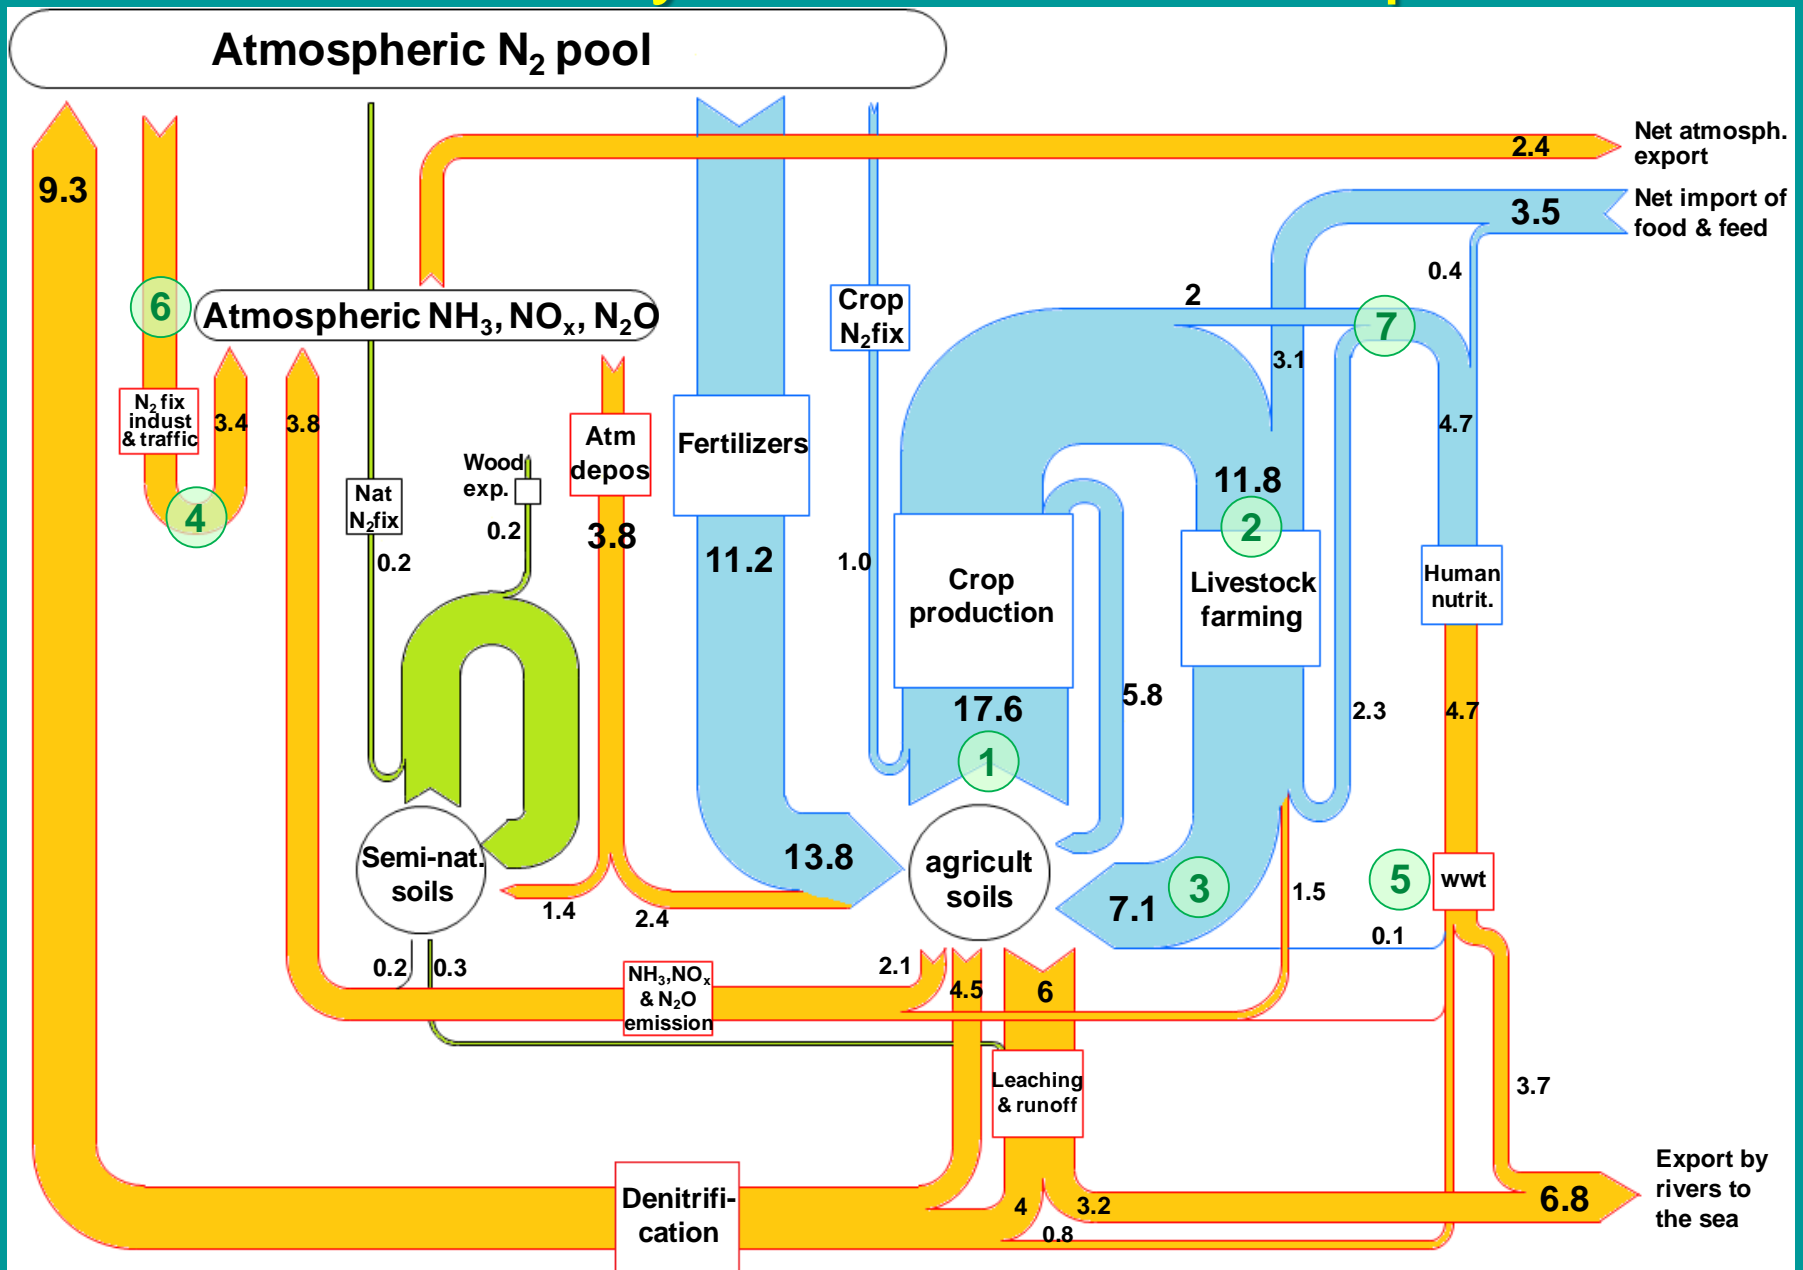 Atmospheric N₂ pool
9.3
2.4
Net atmosph.
export
3.5
Net import of
food & feed
0.4
6
Atmospheric NH₃, NOₓ, N₂O
Crop
N₂fix
2
7
3.1
N₂ fix
indust
& traffic
3.4
3.8
Atm
depos
Fertilizers
4.7
Wood
exp.
11.8
4
Nat
N₂fix
0.2
0.2
3.8
11.2
1.0
2
Crop
production
Livestock
farming
Human
nutrit.
17.6
1
5.8
2.3
4.7
Semi-nat.
soils
13.8
agricult
soils
7.1
3
1.5
5
wwt
1.4
2.4
0.1
0.2
0.3
NH₃,NOₓ
& N₂O
emission
2.1
4.5
6
Leaching
& runoff
3.7
Denitrifi-
cation
4
3.2
0.8
6.8
Export by
rivers to
the sea